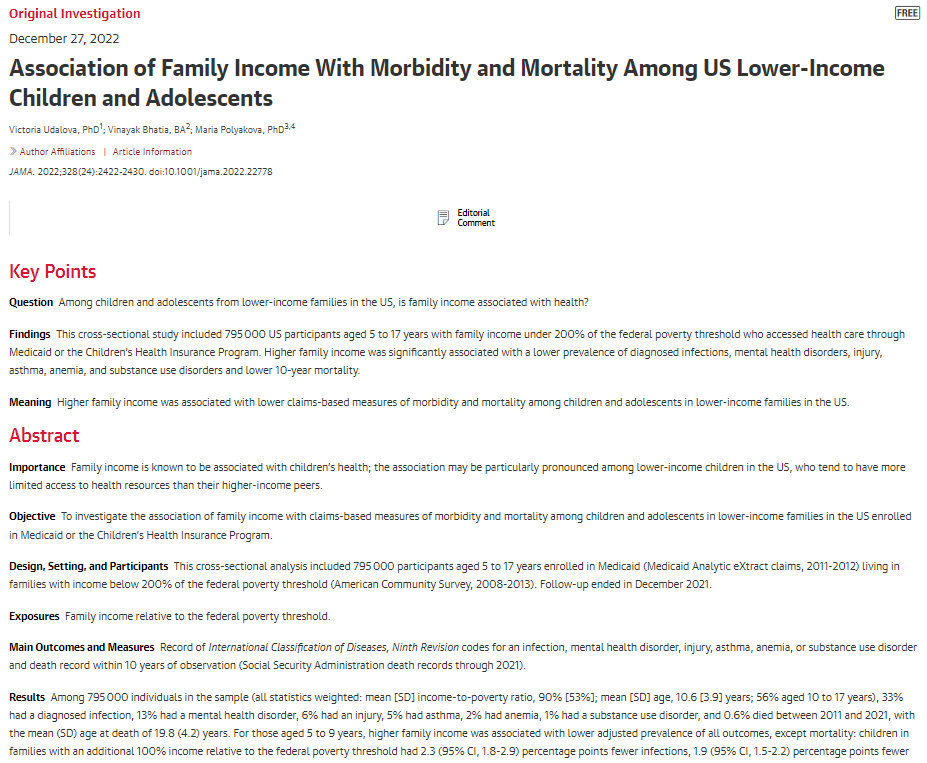 Original Investigation
FREE
December 27, 2022
Association of Family Income With Morbidity and Mortality Among US Lower-Income
Children and Adolescents
Victoria Udalova, PhD1; Vinayak Bhatia, BA2; Maria Polyakova, PhD3,4
Author Affiliations | Article Information
JAMA. 2022;328(24):2422-2430. doi:10.1001/jama.2022.22778
Editorial
Comment
Key Points
Question Among children and adolescents from lower-income families in the US, is family income associated with health?
Findings This cross-sectional study included 795 000 US participants aged 5 to 17 years with family income under 200% of the federal poverty threshold who accessed health care through
Medicaid or the Children's Health Insurance Program. Higher family income was significantly associated with a lower prevalence of diagnosed infections, mental health disorders, injury,
asthma, anemia, and substance use disorders and lower 10-year mortality.
Meaning Higher family income was associated with lower claims-based measures of morbidity and mortality among children and adolescents in lower-income families in the US.
Abstract
Importance Family income is known to be associated with children's health; the association may be particularly pronounced among lower-income children in the US, who tend to have more
limited access to health resources than their higher-income peers.
Objective To investigate the association of family income with claims-based measures of morbidity and mortality among children and adolescents in lower-income families in the US enrolled
in Medicaid or the Children's Health Insurance Program.
Design, Setting, and Participants This cross-sectional analysis included 795 000 participants aged 5 to 17 years enrolled in Medicaid (Medicaid Analytic eXtract claims, 2011-2012) living in
families with income below 200% of the federal poverty threshold (American Community Survey, 2008-2013). Follow-up ended in December 2021.
Exposures Family income relative to the federal poverty threshold.
Main Outcomes and Measures Record of International Classification of Diseases, Ninth Revision codes for an infection, mental health disorder, injury, asthma, anemia, or substance use disorder
and death record within 10 years of observation (Social Security Administration death records through 2021).
Results Among 795 000 individuals in the sample (all statistics weighted: mean [SD] income-to-poverty ratio, 90% [53%]; mean [SD] age, 10.6 [3.9] years; 56% aged 10 to 17 years), 33%
had a diagnosed infection, 13% had a mental health disorder, 6% had an injury, 5% had asthma, 2% had anemia, 1% had a substance use disorder, and 0.6% died between 2011 and 2021, with
the mean (SD) age at death of 19.8 (4.2) years. For those aged 5 to 9 years, higher family income was associated with lower adjusted prevalence of all outcomes, except mortality: children in
families with an additional 100% income relative to the federal poverty threshold had 2.3 (95% CI, 1.8-2.9) percentage points fewer infections, 1.9 (95% CI, 1.5-2.2) percentage points fewer